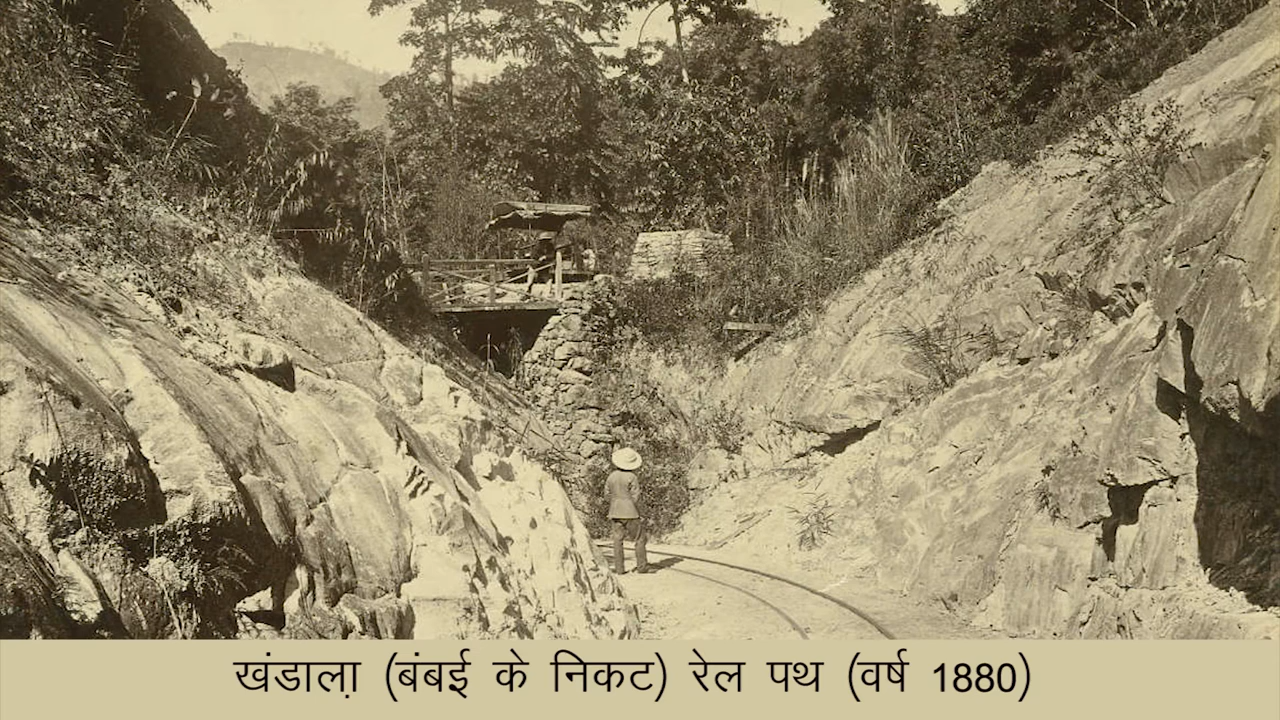 खंडाला़ (बंबई के निकट) रेल पथ (वर्ष 1880)